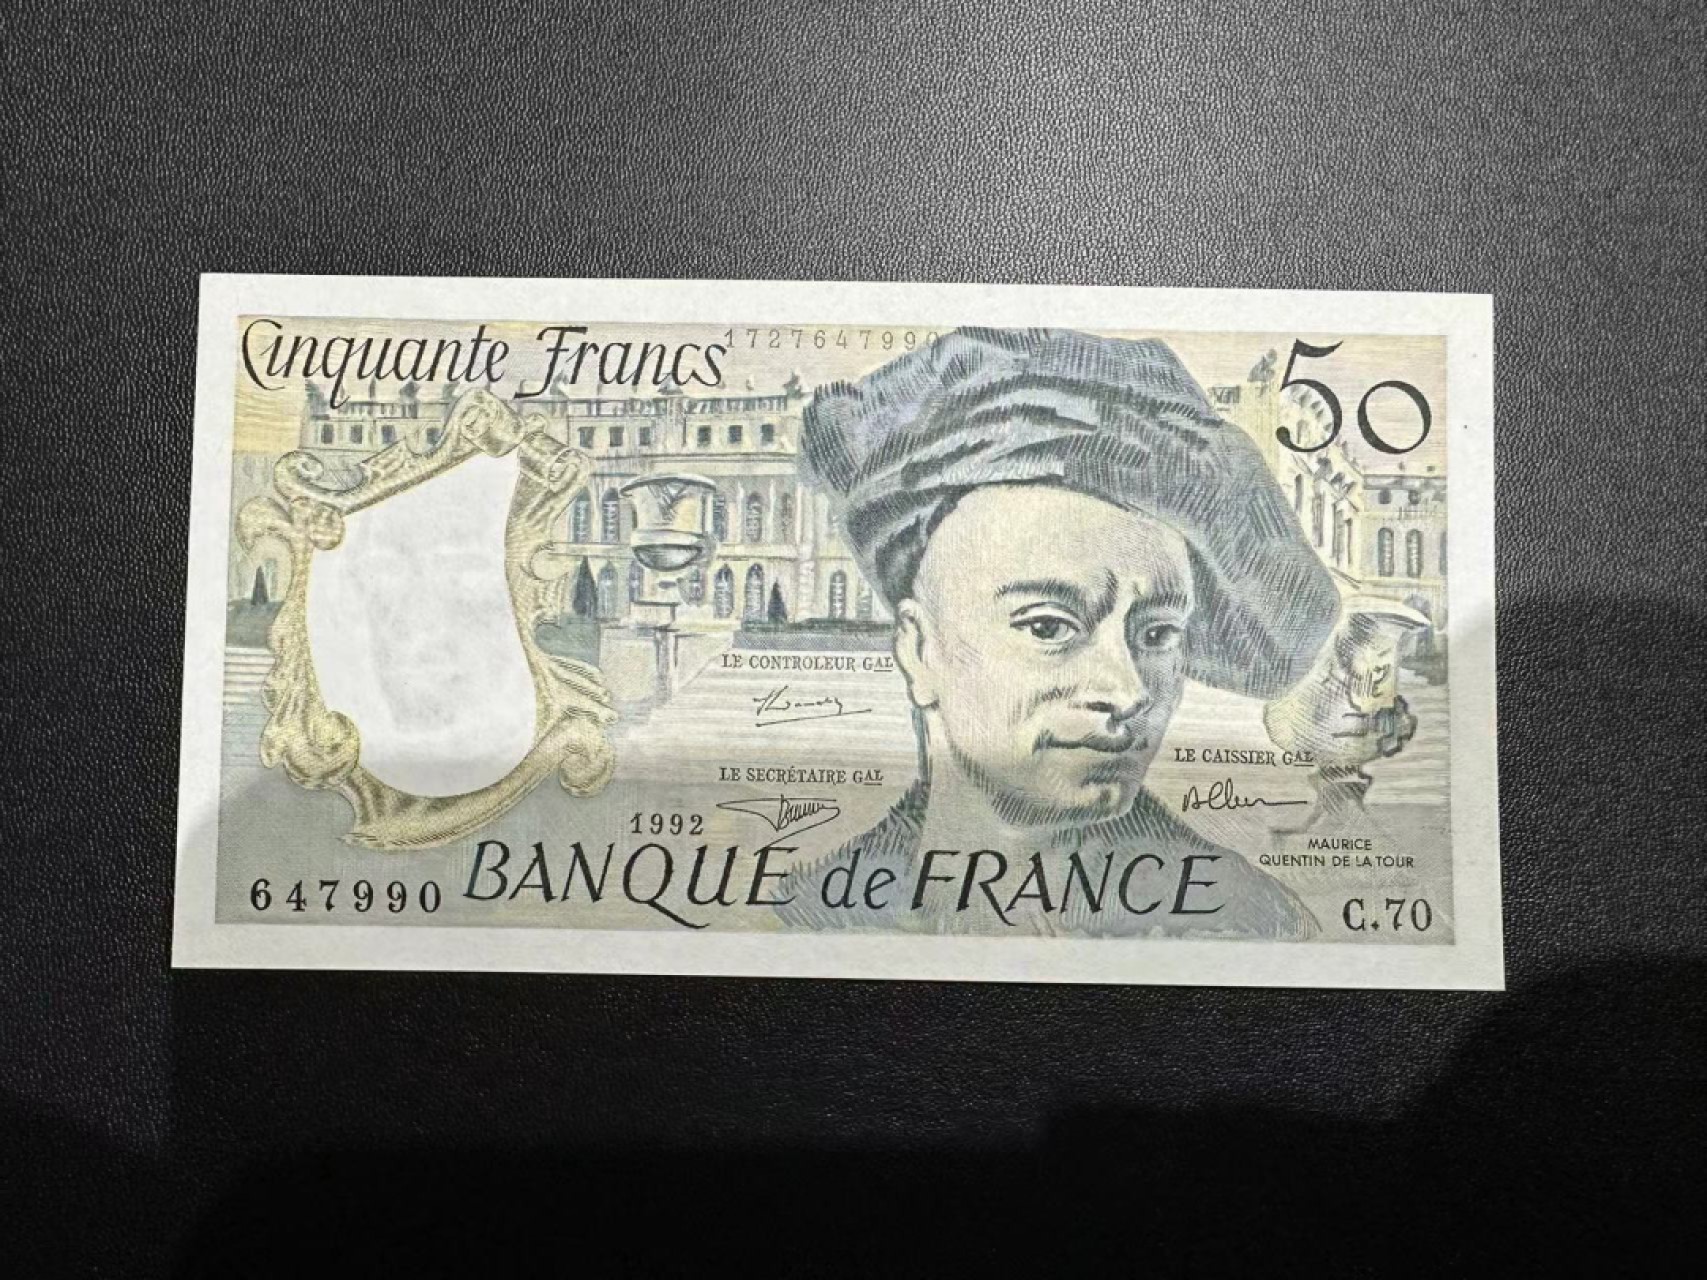 Cinquante Francs
1727647990
50
LE CONTROLEUR GAL
LE SECRÉTAIRE GAL
LE CAISSIER GAL
1992
MAURICE
QUENTIN DE LA TOUR
647990
BANQUE de FRANCE
C.70